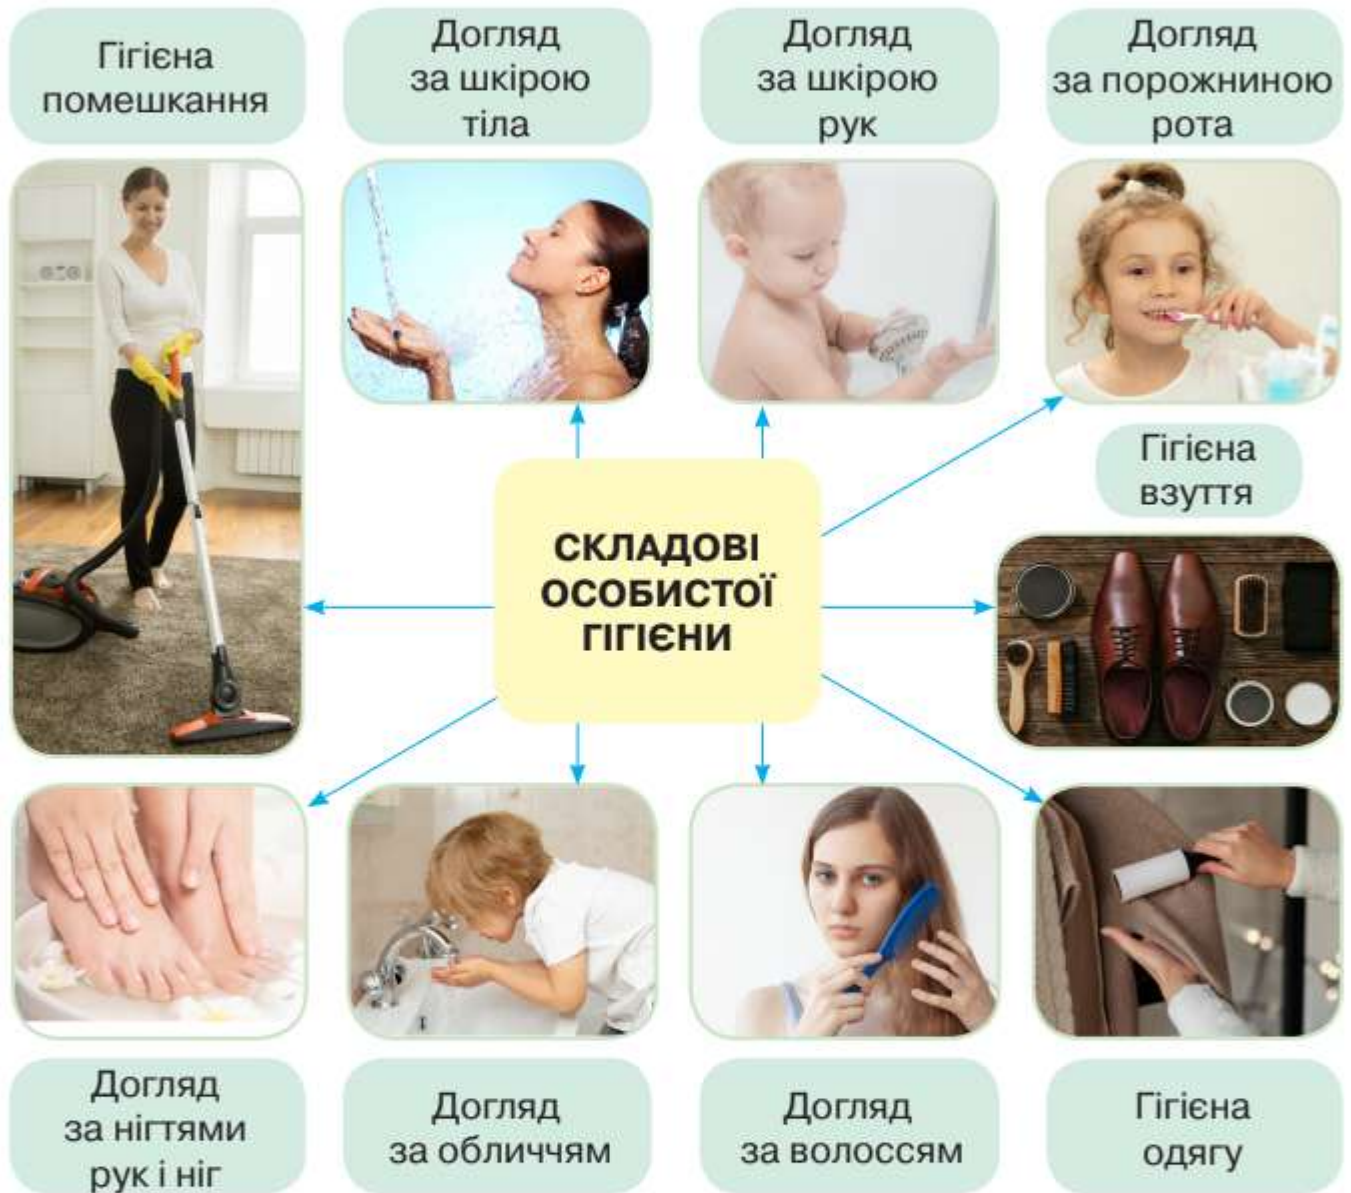 Гігієна
помешкання
Догляд
за шкірою
тіла
Догляд
за шкірою
рук
Догляд
за порожниною
рота
Гігієна
взуття
СКЛАДОВІ
ОСОБИСТОЇ
ГІГІЄНИ
Догляд
за нігтями
рук і ніг
Догляд
за обличчям
Догляд
за волоссям
Гігієна
одягу